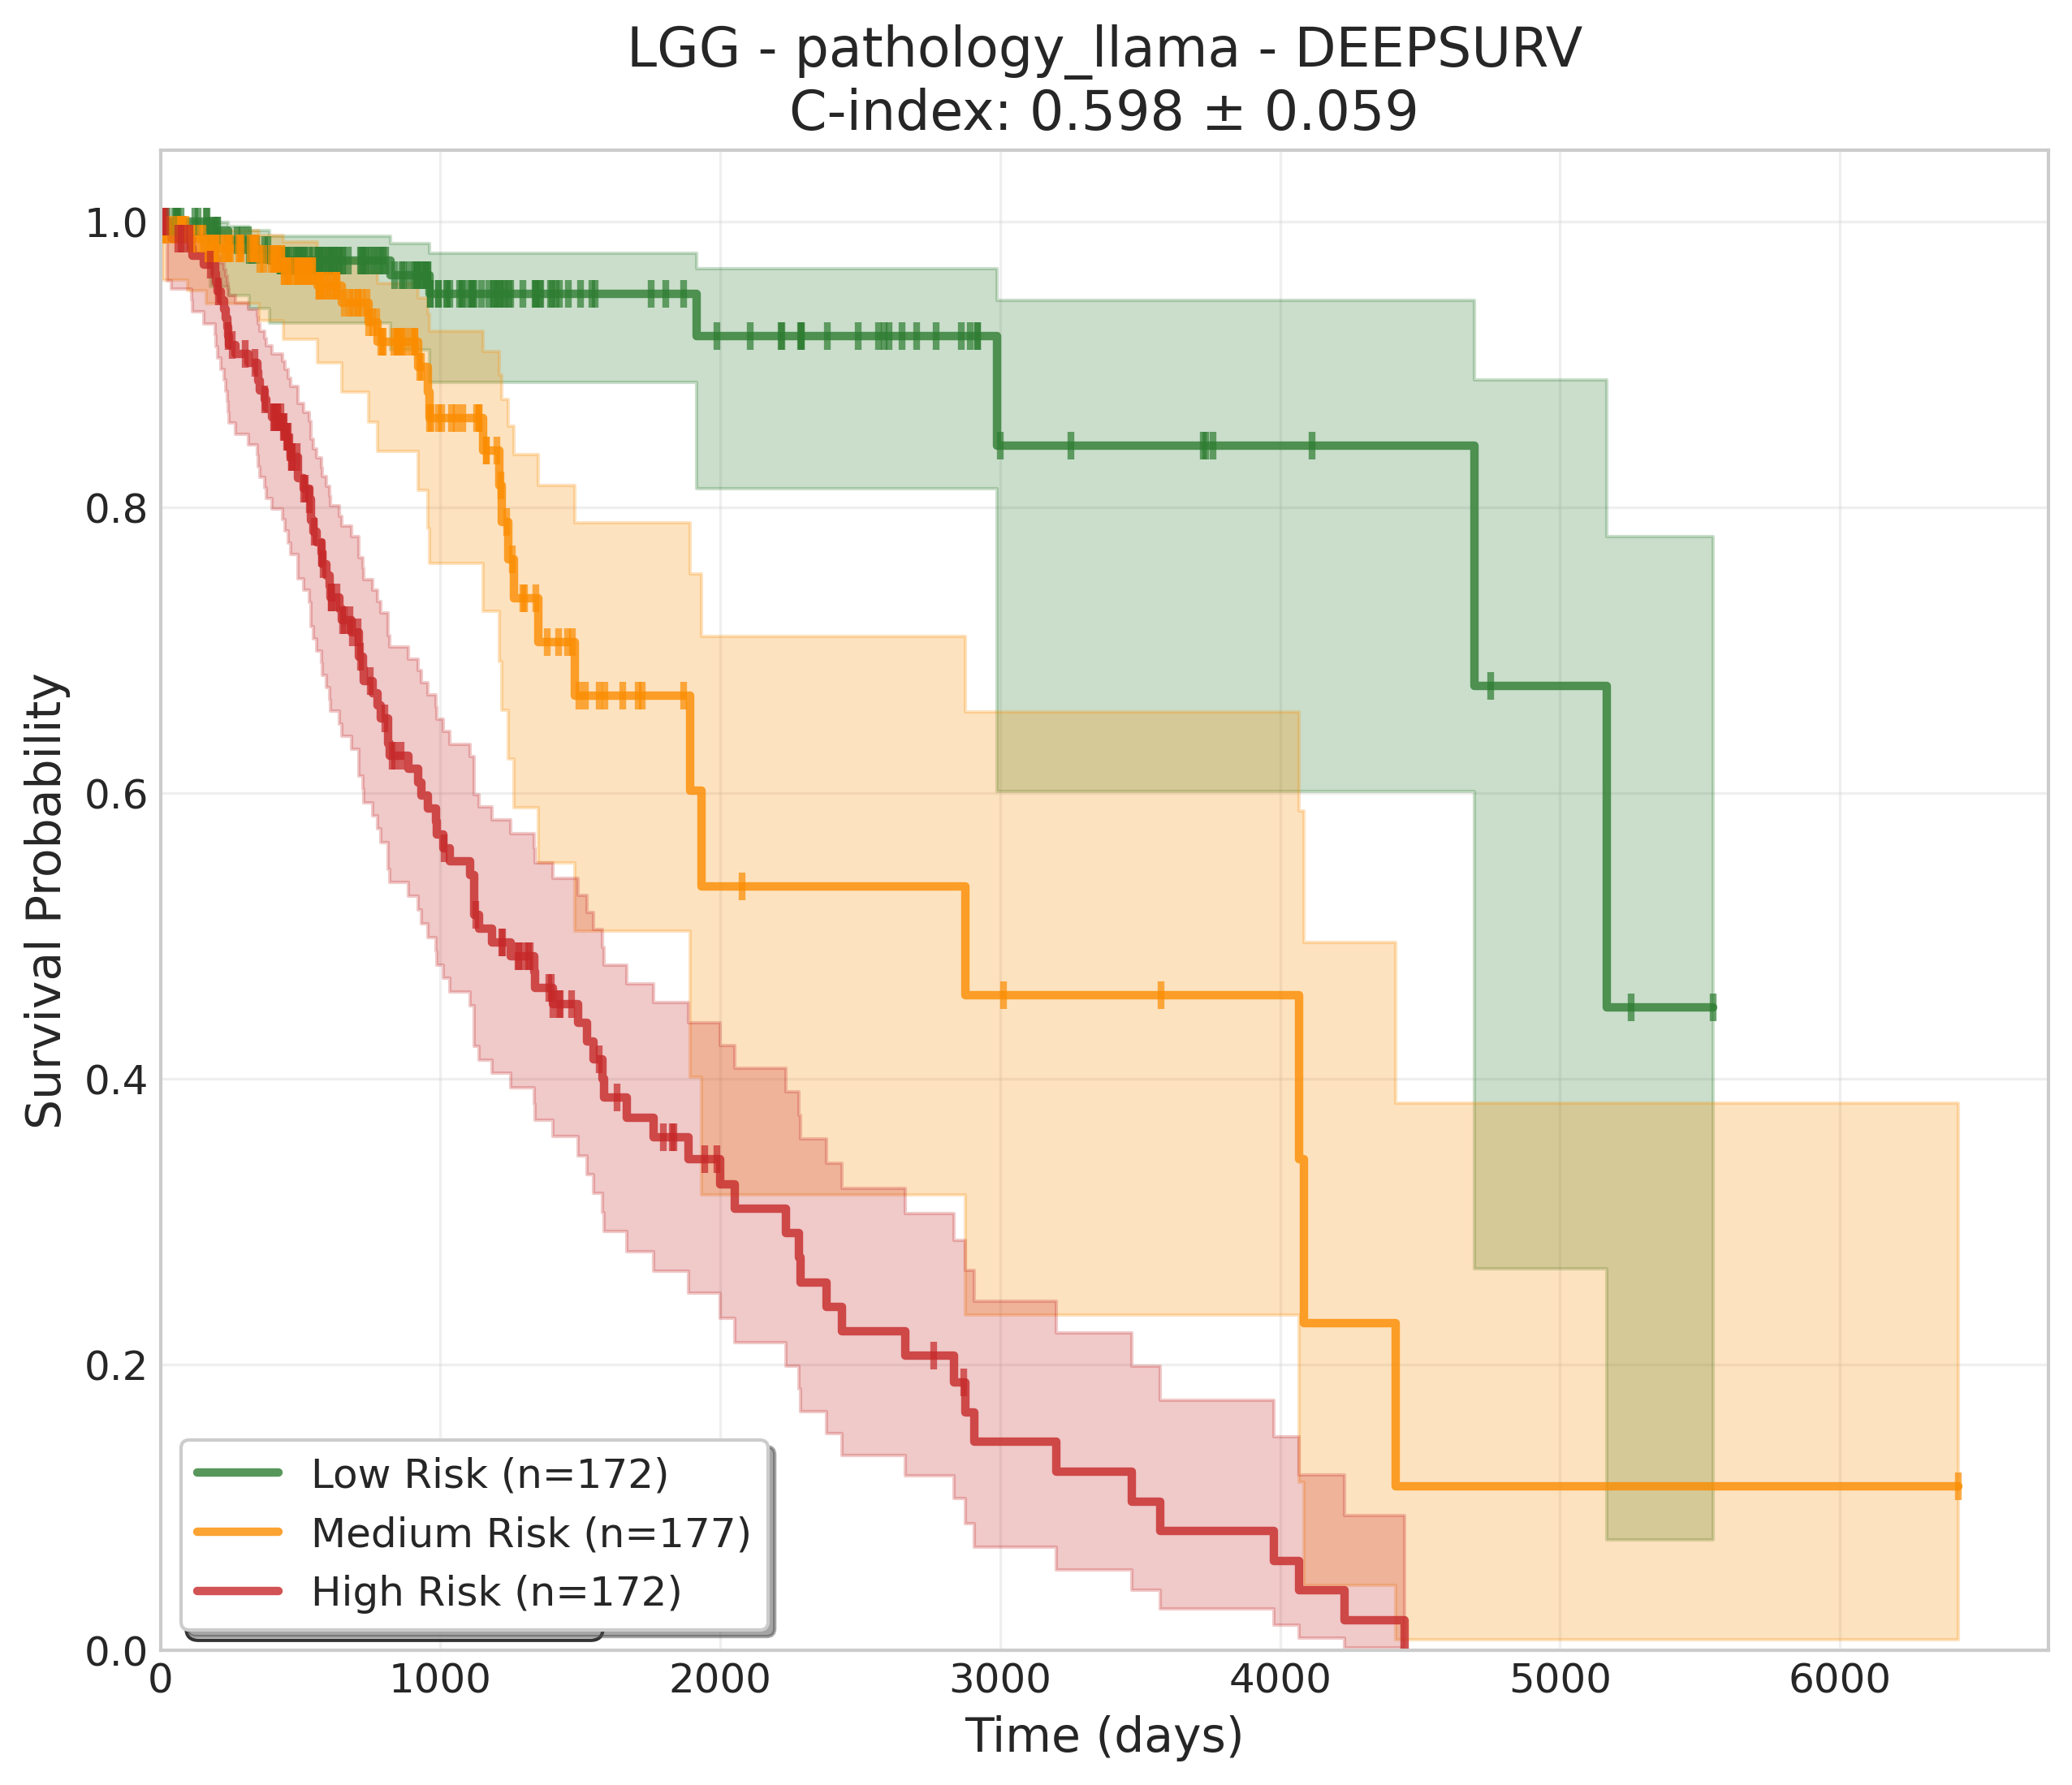 LGG - pathology_llama - DEEPSURV
C-index: 0.598 ± 0.059
Survival Probability
1.0
0.8
0.6
0.4
0.2
0.0
Low Risk (n=172)
Medium Risk (n=177)
High Risk (n=172)
0 1000 2000 3000 4000 5000 6000
Time (days)